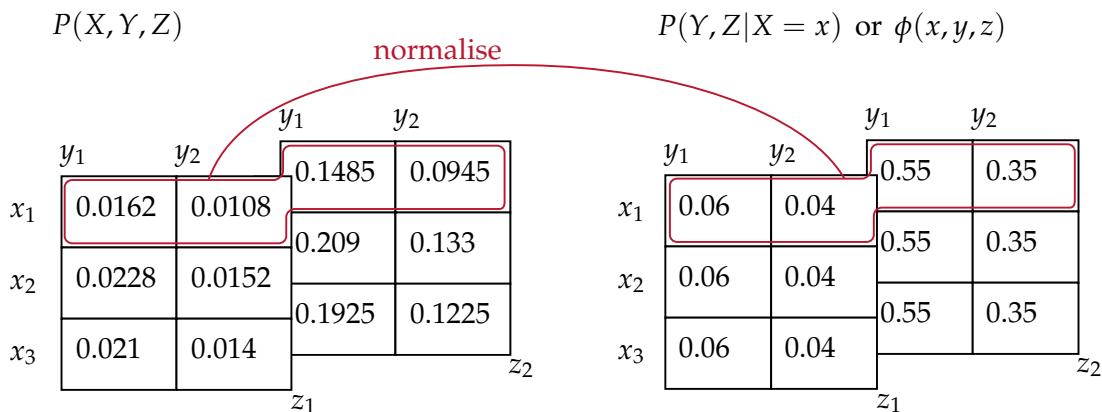 P(X, Y, Z) P(Y, Z|X = x) or ϕ(x, y, z)
normalise
y₁ y₂ y₁ y₂
y₁ y₂ y₁ y₂
0.1485 0.0945 0.55 0.35
x₁ 0.0162 0.0108 x₁ 0.06 0.04
0.209 0.133 0.55 0.35
x₂ 0.0228 0.0152 x₂ 0.06 0.04
0.1925 0.1225 0.55 0.35
x₃ 0.021 0.014 x₃ 0.06 0.04
z₂ z₂
z₁ z₁